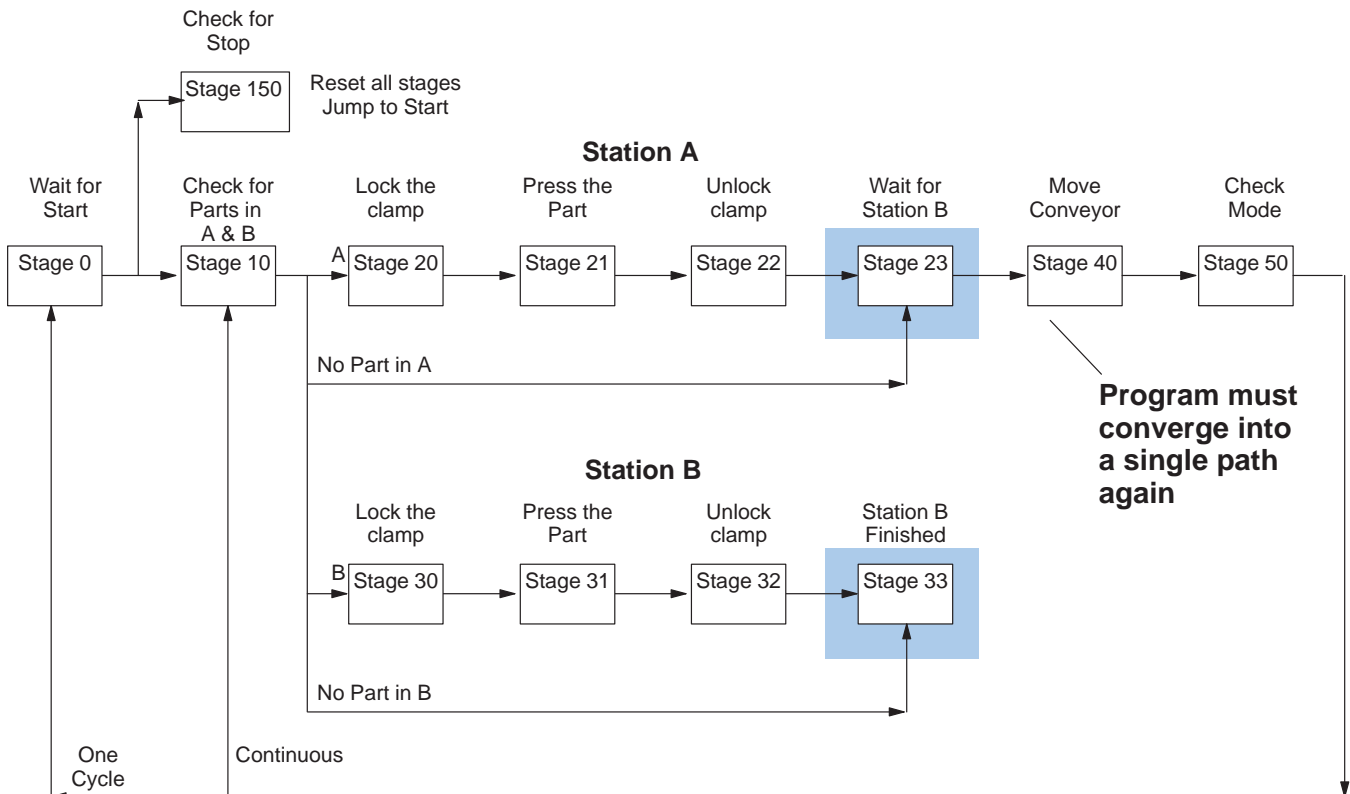 Check for
Stop
Stage 150
Reset all stages
Jump to Start
Station A
Wait for
Start
Check for
Parts in
A & B
Lock the
clamp
Press the
Part
Unlock
clamp
Wait for
Station B
Move
Conveyor
Check
Mode
Stage 0
Stage 10
A
Stage 20
Stage 21
Stage 22
Stage 23
Stage 40
Stage 50
No Part in A
Program must
converge into
a single path
again
Station B
Lock the
clamp
Press the
Part
Unlock
clamp
Station B
Finished
B
Stage 30
Stage 31
Stage 32
Stage 33
No Part in B
One
Cycle
Continuous